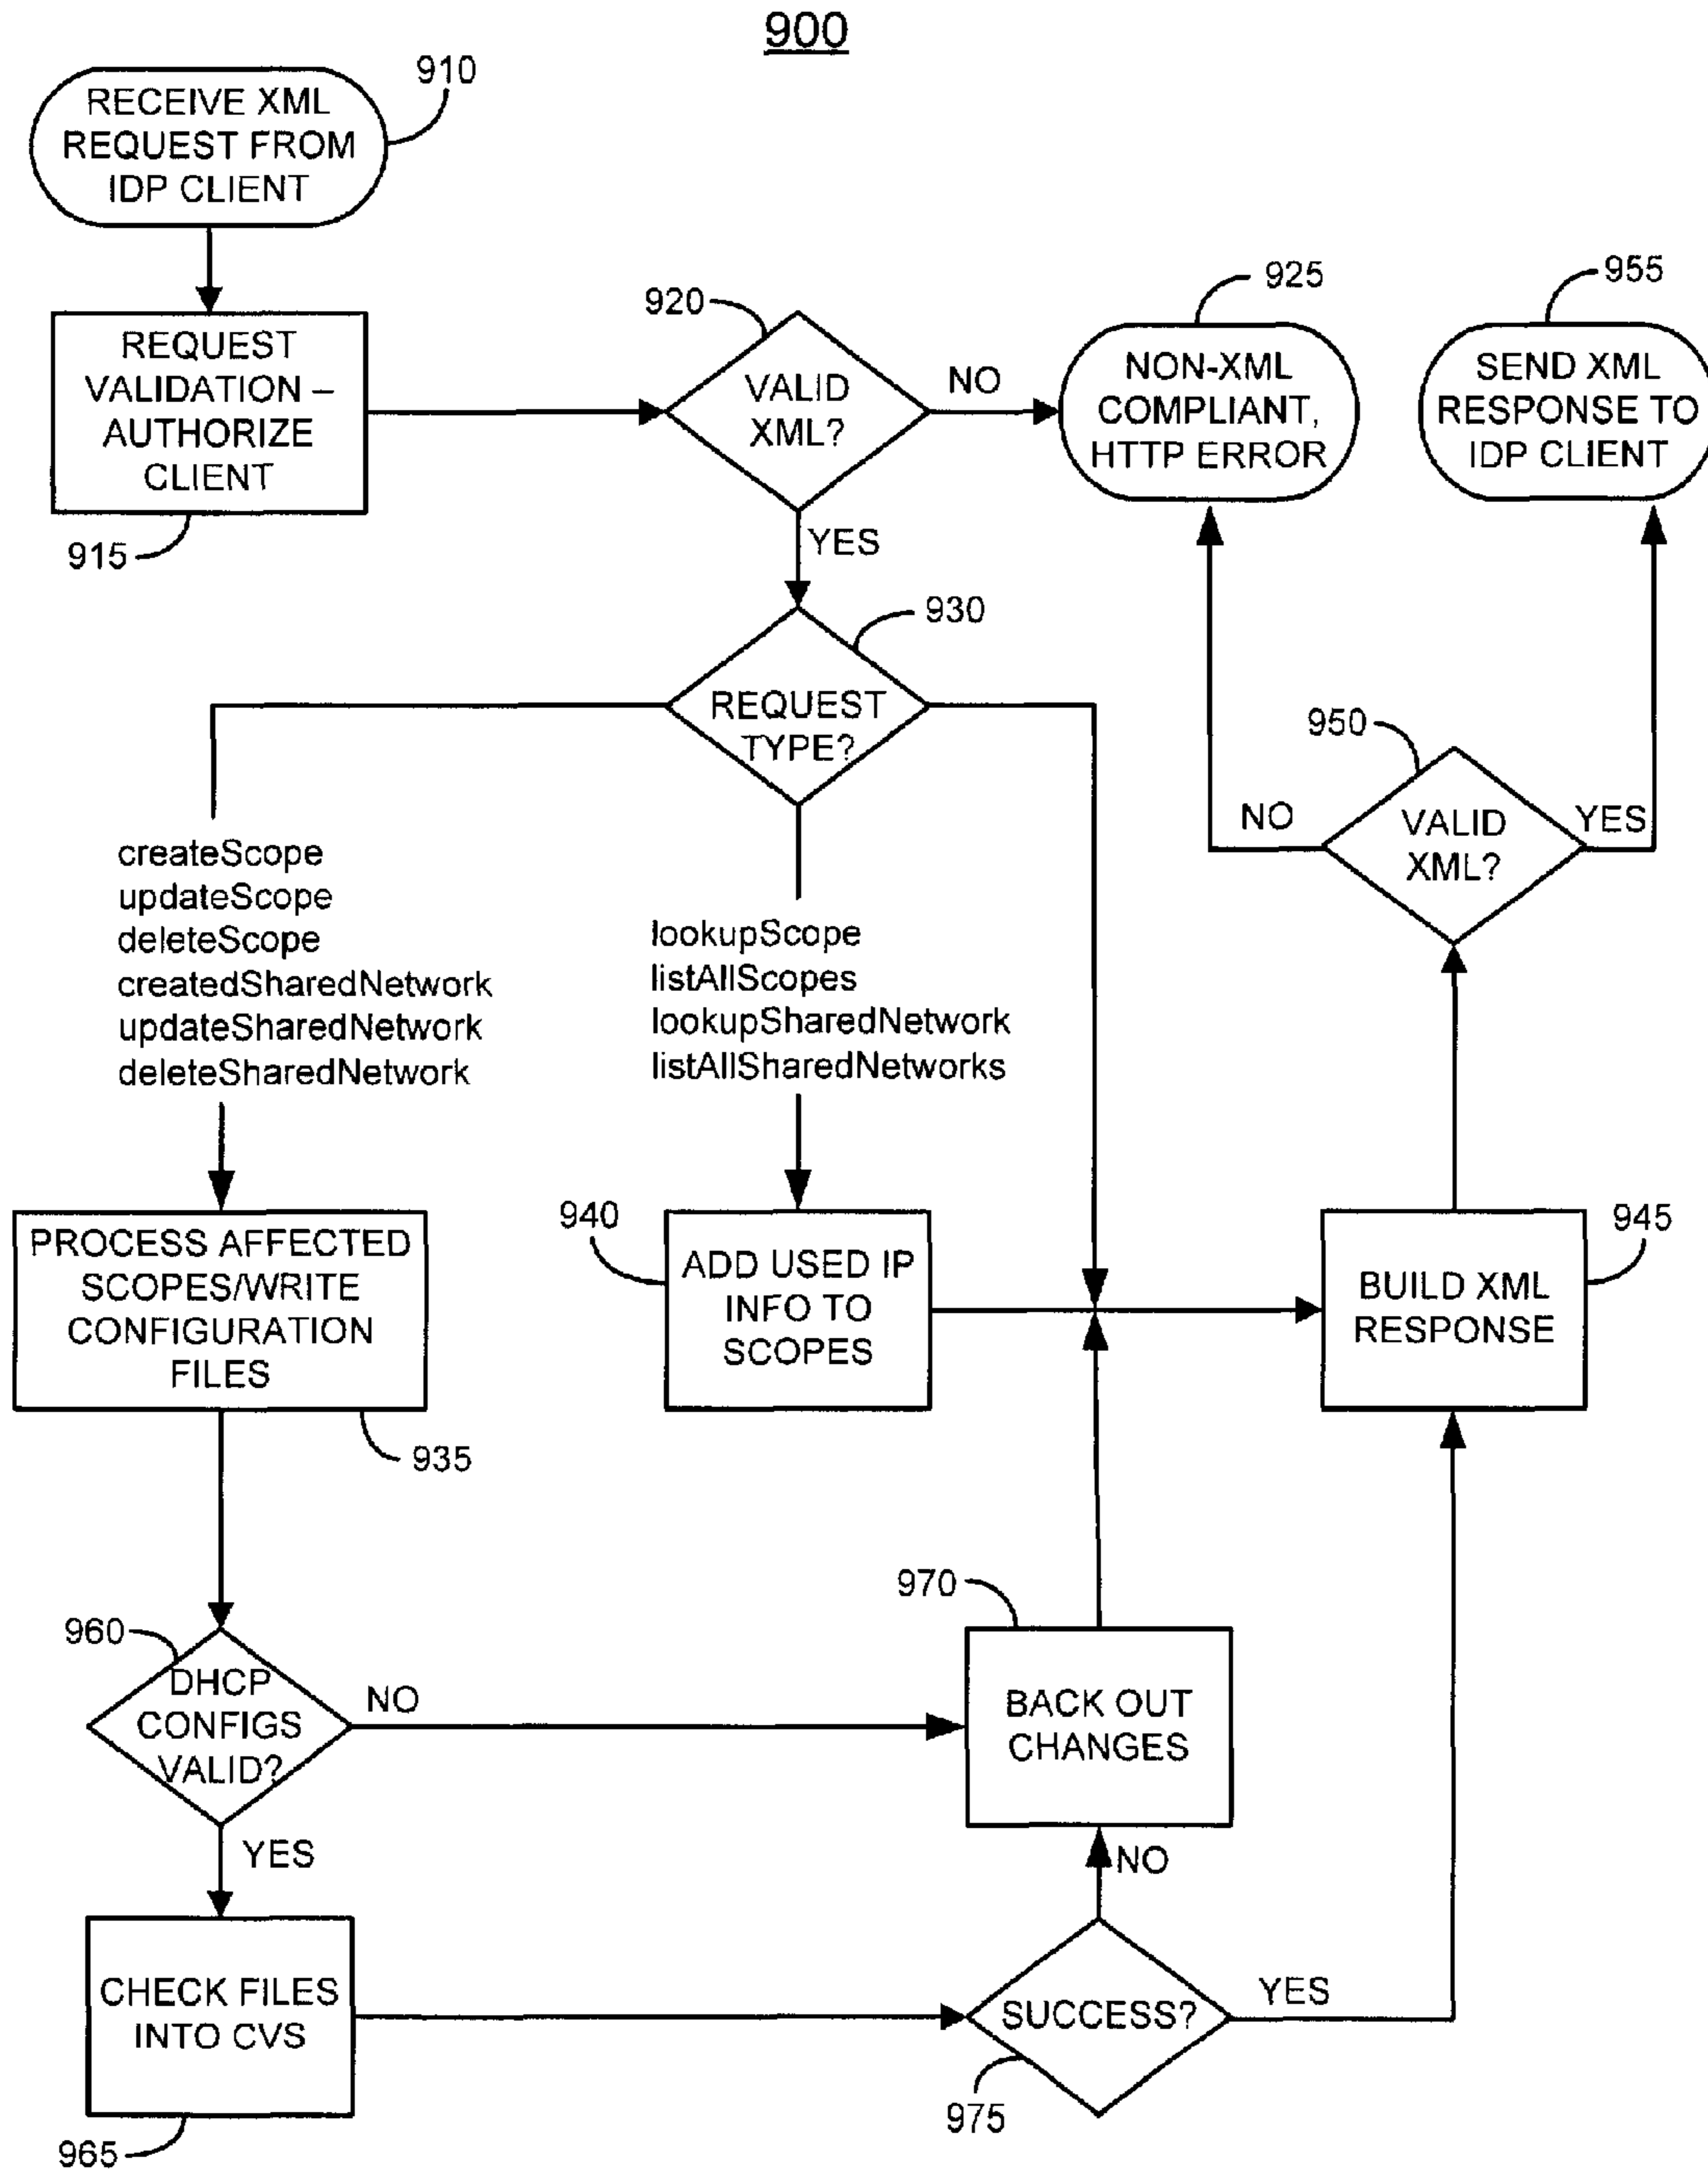 900
910
RECEIVE XML
REQUEST FROM
IDP CLIENT
REQUEST
VALIDATION –
AUTHORIZE
CLIENT
915
920
VALID
XML?
NO
YES
925
NON-XML
COMPLIANT,
HTTP ERROR
955
SEND XML
RESPONSE TO
IDP CLIENT
930
REQUEST
TYPE?
950
VALID
XML?
NO
YES
createScope
updateScope
deleteScope
createdSharedNetwork
updateSharedNetwork
deleteSharedNetwork
lookupScope
listAllScopes
lookupSharedNetwork
listAllSharedNetworks
PROCESS AFFECTED
SCOPES/WRITE
CONFIGURATION
FILES
935
940
ADD USED IP
INFO TO
SCOPES
945
BUILD XML
RESPONSE
960
DHCP
CONFIGS
VALID?
NO
YES
970
BACK OUT
CHANGES
NO
CHECK FILES
INTO CVS
965
SUCCESS?
YES
975